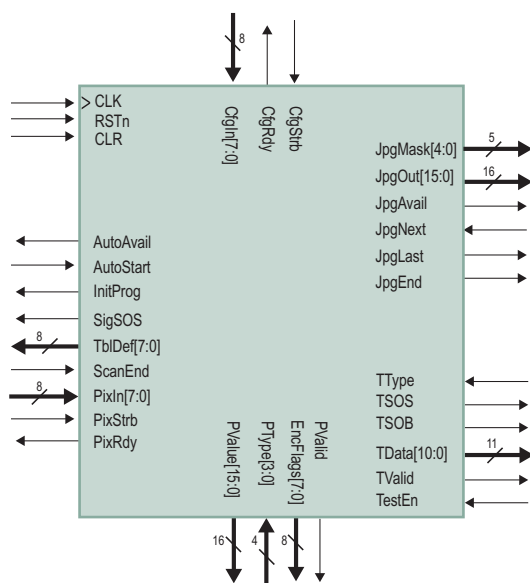 8
CfgIn[7:0]
CfgRdy
CfgStrb
CLK
RSTn
CLR
AutoAvail
AutoStart
InitProg
SigSOS
8
TblDef[7:0]
ScanEnd
8
PixIn[7:0]
PixStrb
PixRdy
JpgMask[4:0]
5
JpgOut[15:0]
16
JpgAvail
JpgNext
JpgLast
JpgEnd
TType
TSOS
TSOB
TData[10:0]
11
TValid
TestEn
PValue[15:0]
PType[3:0]
EncFlags[7:0]
PValid
16
4
8